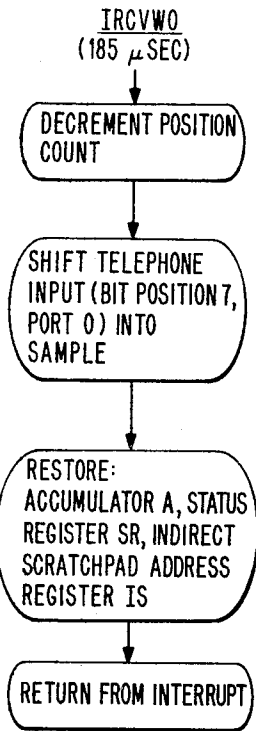 IRCVWO
(185 μSEC)
DECREMENT POSITION
COUNT
SHIFT TELEPHONE
INPUT (BIT POSITION 7,
PORT 0) INTO
SAMPLE
RESTORE:
ACCUMULATOR A, STATUS
REGISTER SR, INDIRECT
SCRATCHPAD ADDRESS
REGISTER IS
RETURN FROM INTERRUPT